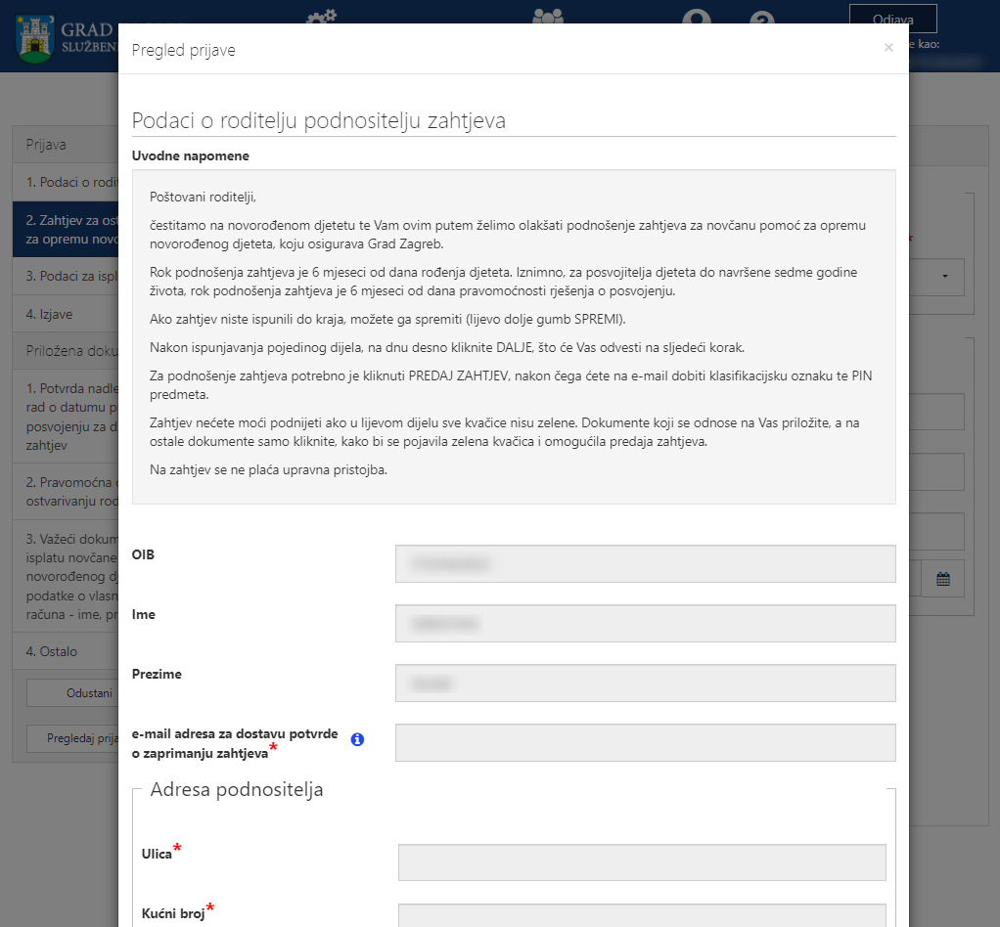 GRAD
SLUŽBEN
Odjava
e kao:
Pregled prijave
×
Podaci o roditelju podnositelju zahtjeva
Uvodne napomene
Poštovani roditelji,
čestitamo na novorođenom djetetu te Vam ovim putem želimo olakšati podnošenje zahtjeva za novčanu pomoć za opremu
novorođenog djeteta, koju osigurava Grad Zagreb.
Rok podnošenja zahtjeva je 6 mjeseci od dana rođenja djeteta. Iznimno, za posvojitelja djeteta do navršene sedme godine
života, rok podnošenja zahtjeva je 6 mjeseci od dana pravomoćnosti rješenja o posvojenju.
Ako zahtjev niste ispunili do kraja, možete ga spremiti (lijevo dolje gumb SPREMI).
Nakon ispunjavanja pojedinog dijela, na dnu desno kliknite DALJE, što će Vas odvesti na sljedeći korak.
Za podnošenje zahtjeva potrebno je kliknuti PREDAJ ZAHTJEV, nakon čega ćete na e-mail dobiti klasifikacijsku oznaku te PIN
predmeta.
Zahtjev nećete moći podnijeti ako u lijevom dijelu sve kvačice nisu zelene. Dokumente koji se odnose na Vas priložite, a na
ostale dokumente samo kliknite, kako bi se pojavila zelena kvačica i omogućila predaja zahtjeva.
Na zahtjev se ne plaća upravna pristojba.
OIB
Ime
Prezime
e-mail adresa za dostavu potvrde
o zaprimanju zahtjeva*
Adresa podnositelja
Ulica*
Kućni broj*
Prijava
1. Podaci o rodit
2. Zahtjev za ost
za opremu novo
3. Podaci za ispl
4. Izjave
Priložena doku
1. Potvrda nadle
rad o datumu p
posvojenju za d
zahtjev
2. Pravomoćna
ostvarivanju rod
3. Važeći dokum
isplatu novčane
novorođenog dj
podatke o vlasn
računa - ime, pr
4. Ostalo
Odustani
Pregledaj prija